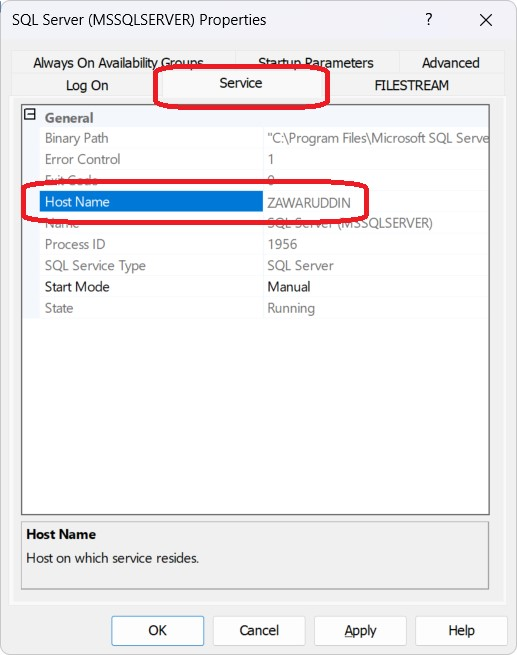 SQL Server (MSSQLSERVER) Properties
? ×
Always On Availability Groups Startup Parameters Advanced
Log On Service FILESTREAM
General
Binary Path "C:\Program Files\Microsoft SQL Serve
Error Control 1
Exit Code 0
Host Name ZAWARUDDIN
Name SQL Server (MSSQLSERVER)
Process ID 1956
SQL Service Type SQL Server
Start Mode Manual
State Running
Host Name
Host on which service resides.
OK Cancel Apply Help